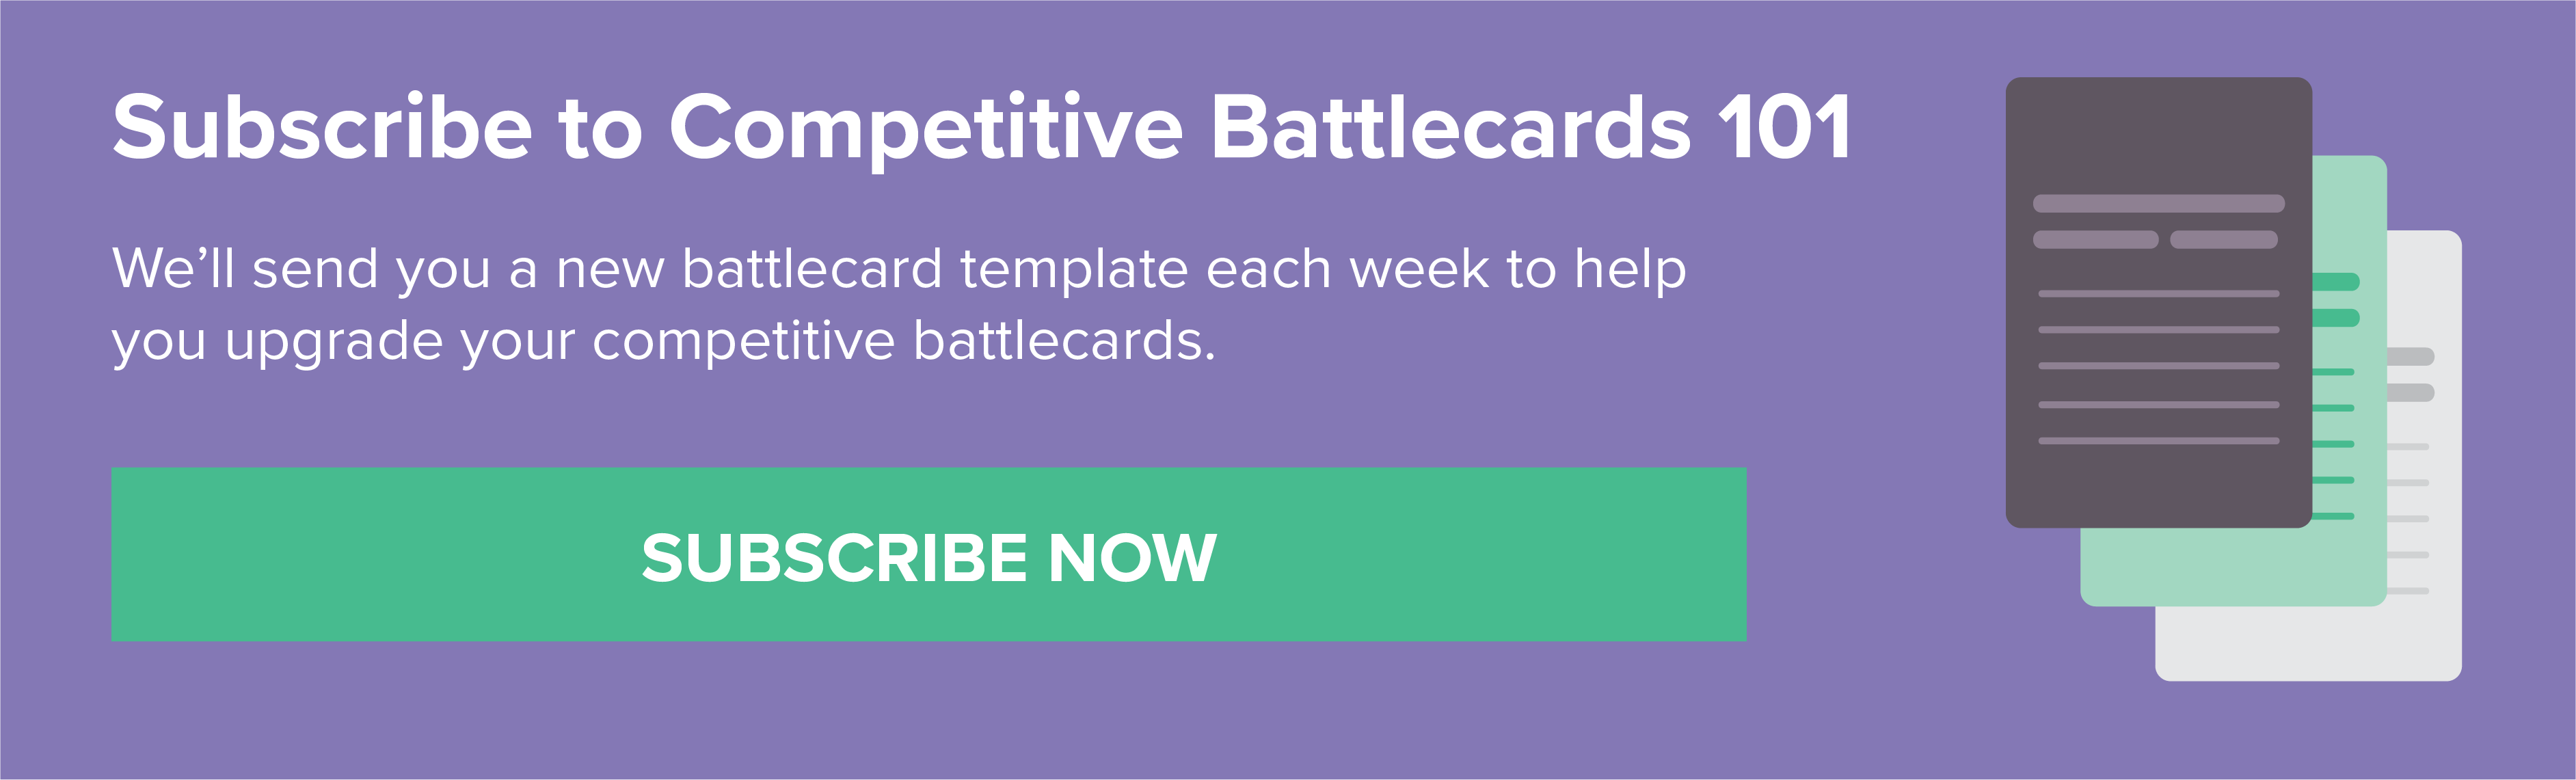 Subscribe to Competitive Battlecards 101
We’ll send you a new battlecard template each week to help
you upgrade your competitive battlecards.
SUBSCRIBE NOW